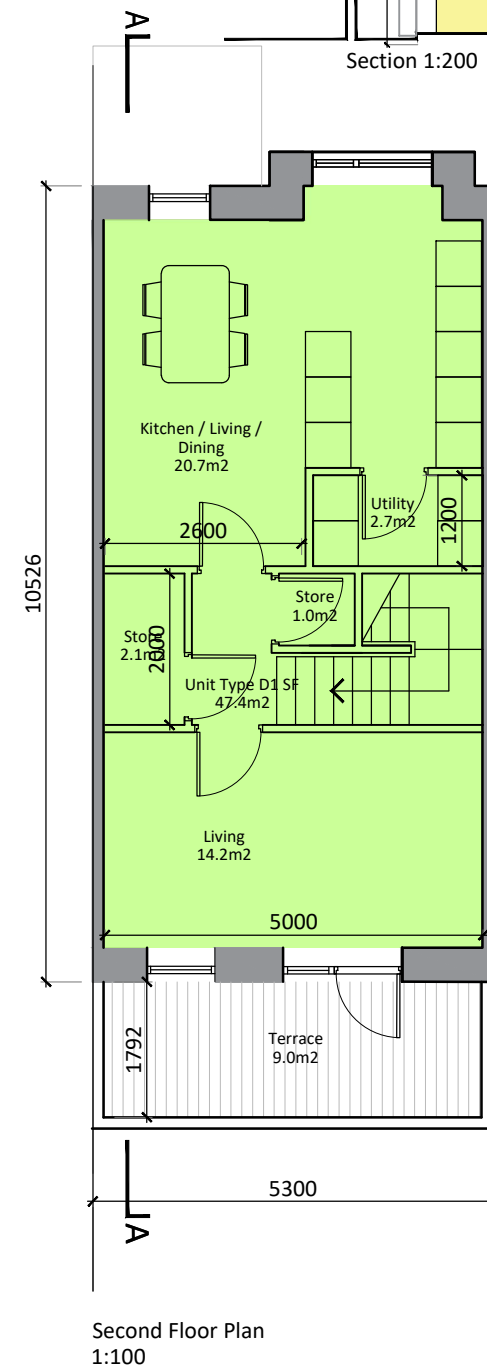 A
Section 1:200
Kitchen / Living /
Dining
20.7m2
Utility
2.7m2
1200
2600
10526
Store
1.0m2
Store
2.1m2
2000
Unit Type D1 SF
47.4m2
Living
14.2m2
5000
1792
Terrace
9.0m2
5300
A
Second Floor Plan
1:100